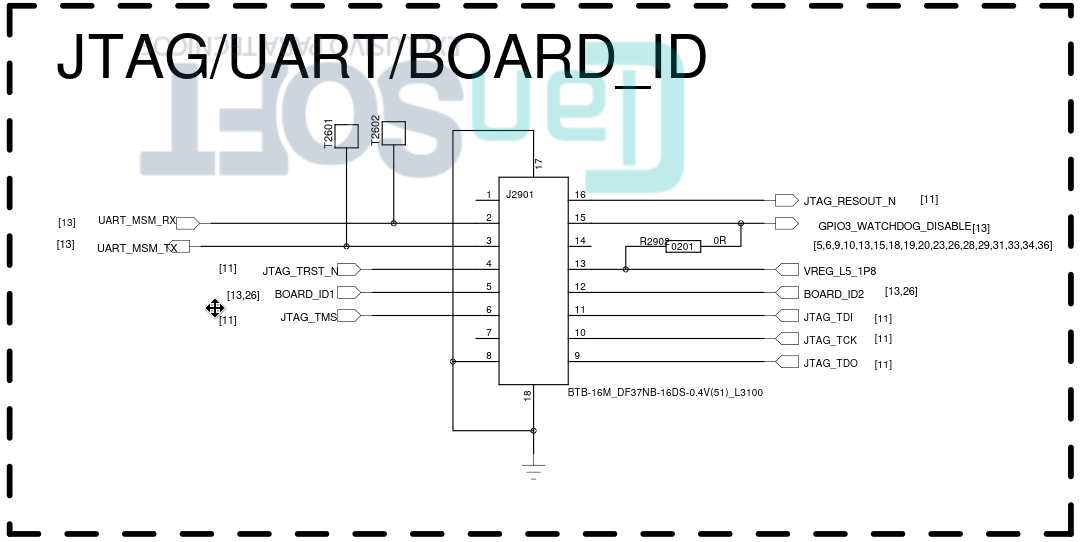 JTAG/UART/BOARD_ID
EXCLUSIVO PARA TECNICOS
JanSOFT
T2601
T2602
17
J2901
1
16
JTAG_RESOUT_N
[11]
[13]
UART_MSM_RX
2
15
GPIO3_WATCHDOG_DISABLE
[13]
[13]
UART_MSM_TX
3
14
R2902
0201
0R
[5,6,9,10,13,15,18,19,20,23,26,28,29,31,33,34,36]
[11]
JTAG_TRST_N
4
13
VREG_L5_1P8
[13,26]
BOARD_ID1
5
12
BOARD_ID2
[13,26]
[11]
JTAG_TMS
6
11
JTAG_TDI
[11]
7
10
JTAG_TCK
[11]
8
9
JTAG_TDO
[11]
18
BTB-16M_DF37NB-16DS-0.4V(51)_L3100